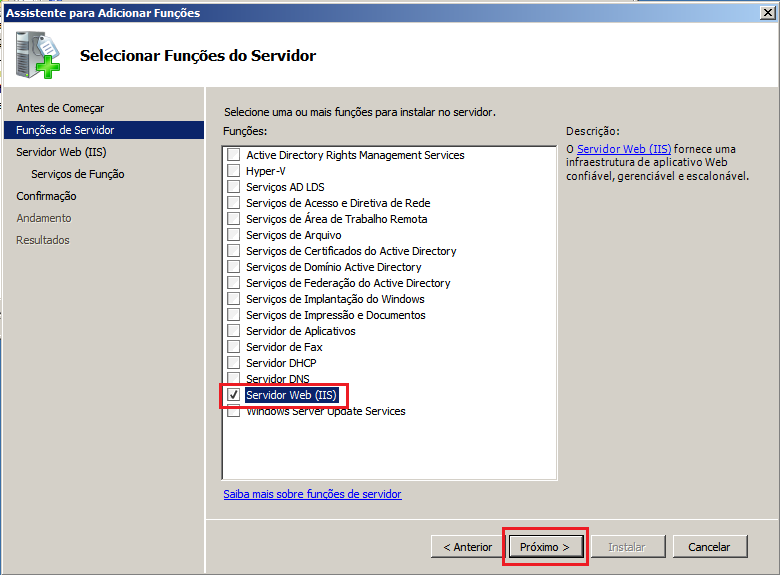 Assistente para Adicionar Funções
Selecionar Funções do Servidor
Antes de Começar
Funções de Servidor
Servidor Web (IIS)
Serviços de Função
Confirmação
Andamento
Resultados
Selecione uma ou mais funções para instalar no servidor.
Funções:
Active Directory Rights Management Services
Hyper-V
Serviços AD LDS
Serviços de Acesso e Diretiva de Rede
Serviços de Área de Trabalho Remota
Serviços de Arquivo
Serviços de Certificados do Active Directory
Serviços de Domínio Active Directory
Serviços de Federação do Active Directory
Serviços de Implantação do Windows
Serviços de Impressão e Documentos
Servidor de Aplicativos
Servidor de Fax
Servidor DHCP
Servidor DNS
Servidor Web (IIS)
Windows Server Update Services
Saiba mais sobre funções de servidor
Descrição:
O Servidor Web (IIS) fornece uma
infraestrutura de aplicativo Web
confiável, gerenciável e escalonável.
< Anterior
Próximo >
Instalar
Cancelar